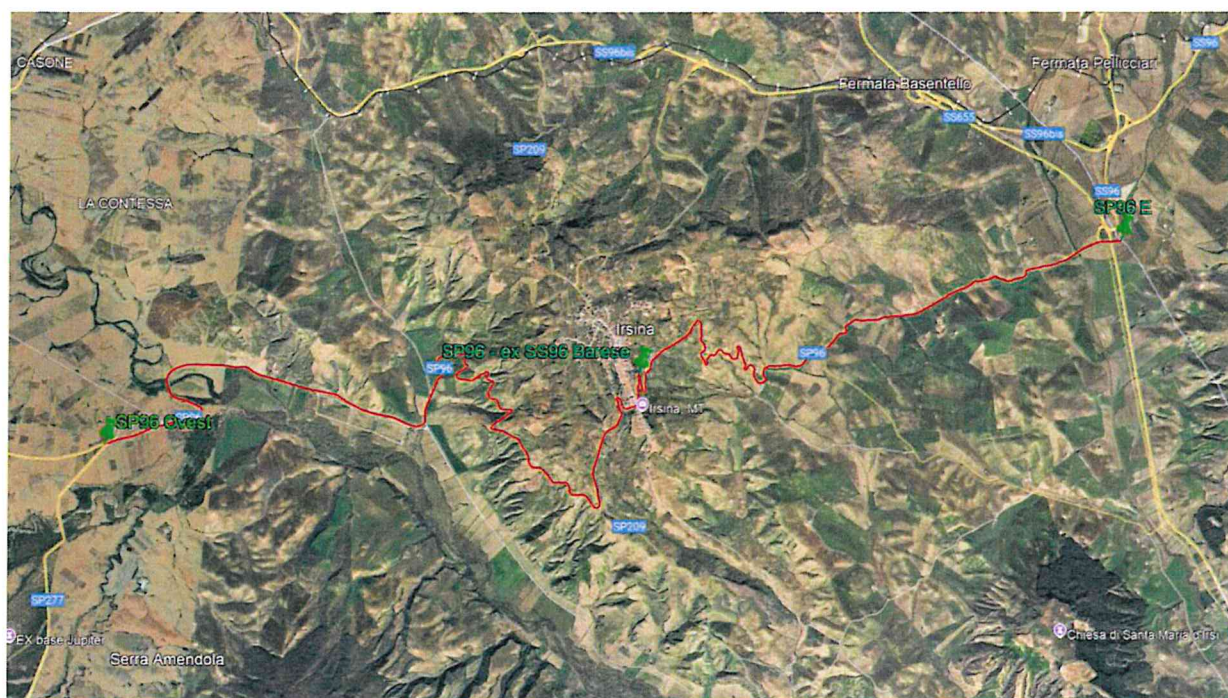 SS96bis
SS96
CASONE
Fermata Pellicciari
Fermata Basentello
SS655
SS96bis
SP209
SS96
LA CONTESSA
SP96 E
Irsina
SP96 - ex SS96 Barese
SP96
SP96
Irsina, MT
SP96
SP96 Ovest
SP209
SP277
EX base Jupiter
Chiesa di Santa Maria d'Irsi
Serra Amendola